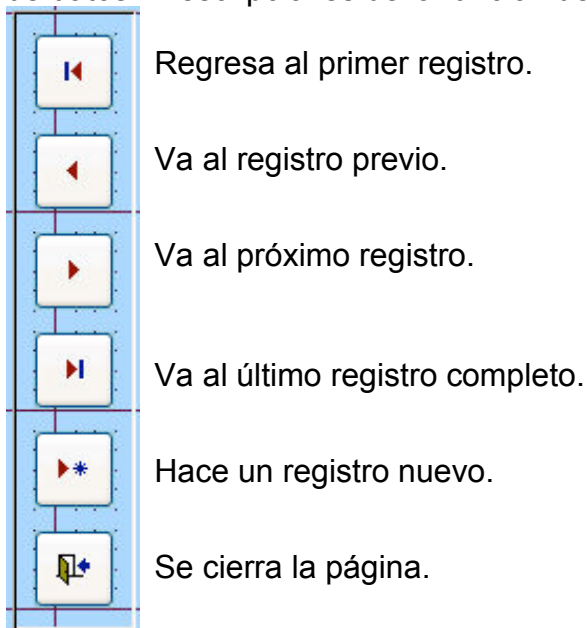 Regresa al primer registro.
Va al registro previo.
Va al próximo registro.
Va al último registro completo.
Hace un registro nuevo.
Se cierra la página.